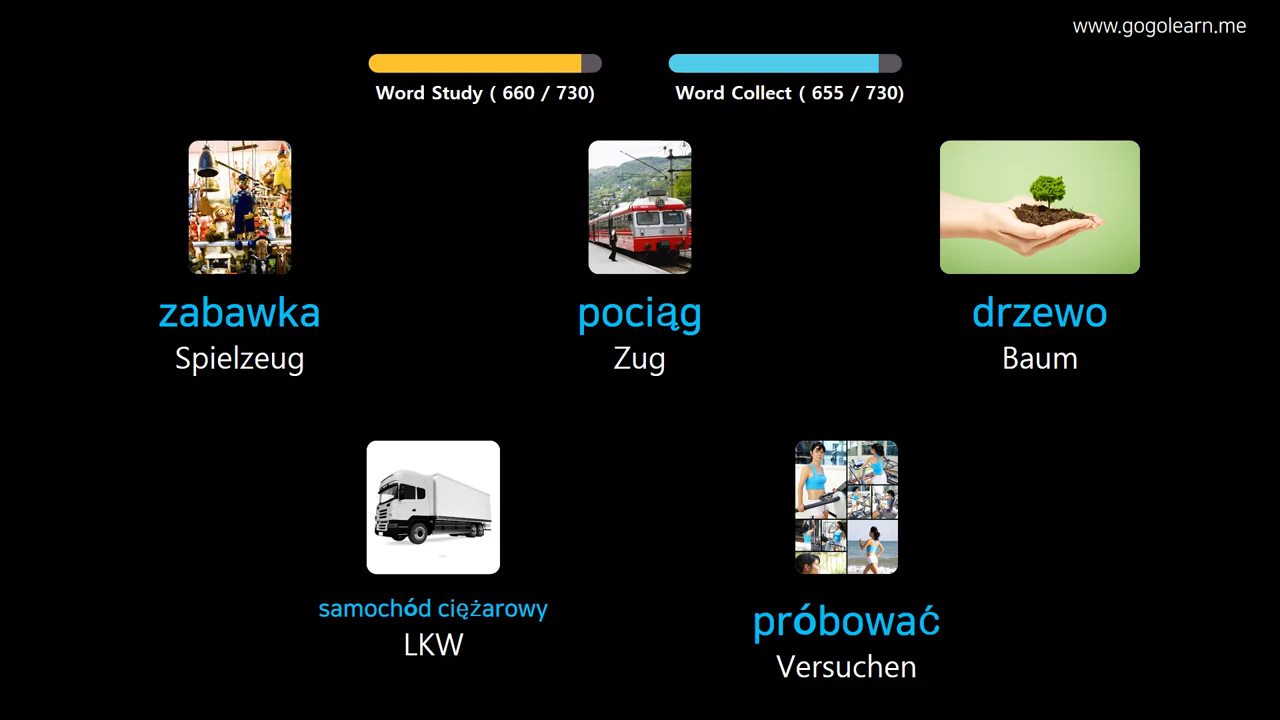 www.gogolearn.me
Word Study ( 660 / 730)
Word Collect ( 655 / 730)
zabawka
Spielzeug
pociąg
Zug
drzewo
Baum
samochód ciężarowy
LKW
próbować
Versuchen